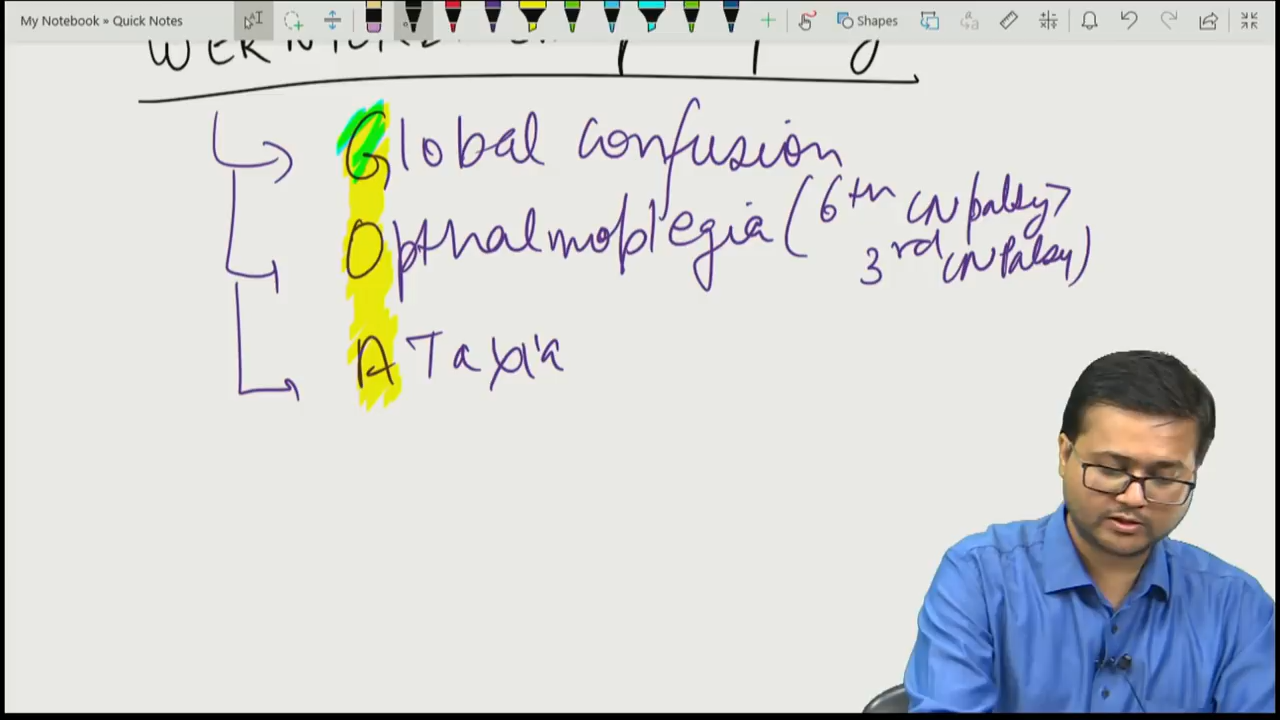 My Notebook » Quick Notes
Shapes
Global confusion
Opthalmoplegia (6th CN palsy >
3rd CN Palsy)
ATaxia